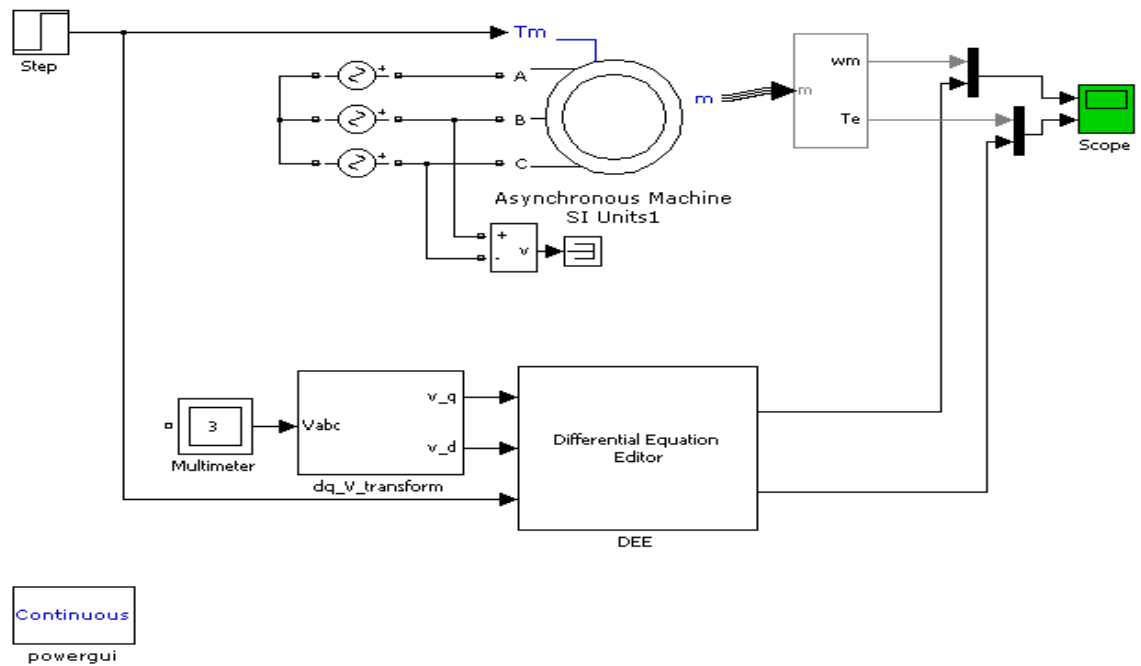 Step
Tm
A
B
C
m
Asynchronous Machine
SI Units1
m
wm
Te
Scope
+
+
+
+
-
v
3
Multimeter
Vabc
v_q
v_d
dq_V_transform
Differential Equation
Editor
DEE
Continuous
powergui